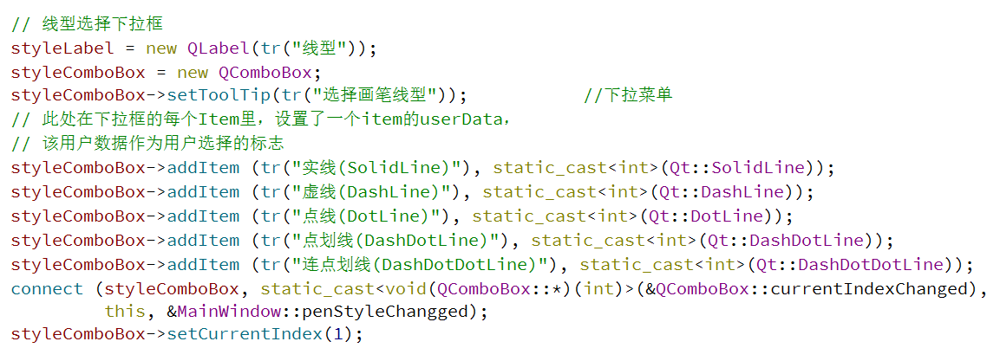 // 线型选择下拉框
styleLabel = new QLabel(tr("线型"));
styleComboBox = new QComboBox;
styleComboBox->setToolTip(tr("选择画笔线型"));            //下拉菜单
// 此处在下拉框的每个Item里，设置了一个item的userData，
// 该用户数据作为用户选择的标志
styleComboBox->addItem (tr("实线(SolidLine)"), static_cast<int>(Qt::SolidLine));
styleComboBox->addItem (tr("虚线(DashLine)"), static_cast<int>(Qt::DashLine));
styleComboBox->addItem (tr("点线(DotLine)"), static_cast<int>(Qt::DotLine));
styleComboBox->addItem (tr("点划线(DashDotLine)"), static_cast<int>(Qt::DashDotLine));
styleComboBox->addItem (tr("连点划线(DashDotDotLine)"), static_cast<int>(Qt::DashDotDotLine));
connect (styleComboBox, static_cast<void(QComboBox::*)(int)>(&QComboBox::currentIndexChanged),
         this, &MainWindow::penStyleChangged);
styleComboBox->setCurrentIndex(1);